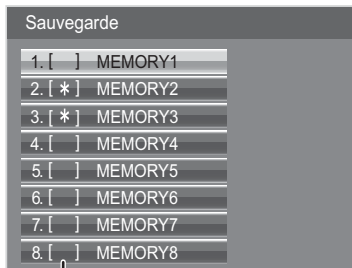 Sauvegarde
1. [   ] MEMORY1
2. [ * ] MEMORY2
3. [ * ] MEMORY3
4. [   ] MEMORY4
5. [   ] MEMORY5
6. [   ] MEMORY6
7. [   ] MEMORY7
8. [   ] MEMORY8